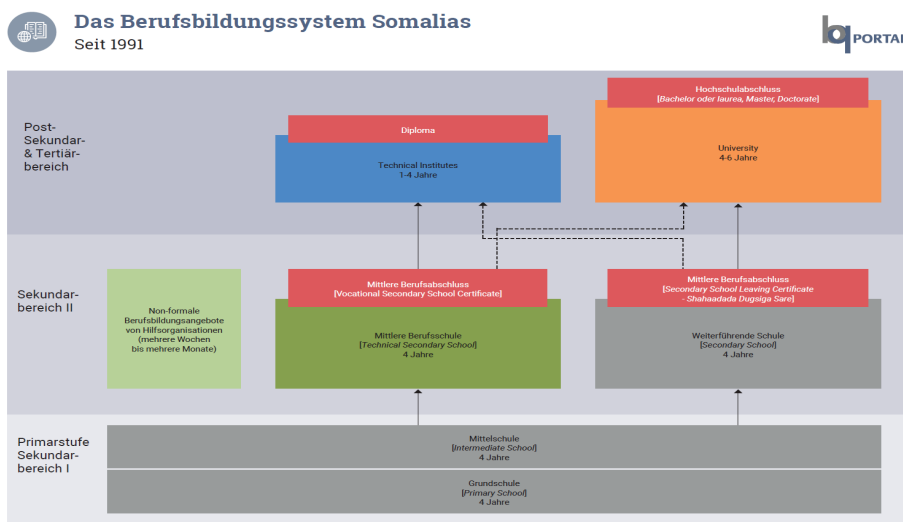 Das Berufsbildungssystem Somalias
Seit 1991
bq PORTAL
Post-
Sekundar-
& Tertiär-
bereich
Diploma
Technical Institutes
1-4 Jahre
Hochschulabschluss
[Bachelor oder laurea, Master, Doctorate]
University
4-6 Jahre
Sekundar-
bereich II
Non-formale
Berufsbildungsangebote
von Hilfsorganisationen
(mehrere Wochen
bis mehrere Monate)
Mittlere Berufsabschluss
[Vocational Secondary School Certificate]
Mittlere Berufsschule
[Technical Secondary School]
4 Jahre
Mittlere Berufsabschluss
[Secondary School Leaving Certificate
- Shahaadada Dugsiga Sare]
Weiterführende Schule
[Secondary School]
4 Jahre
Primarstufe
Sekundar-
bereich I
Mittelschule
[Intermediate School]
4 Jahre
Grundschule
[Primary School]
4 Jahre